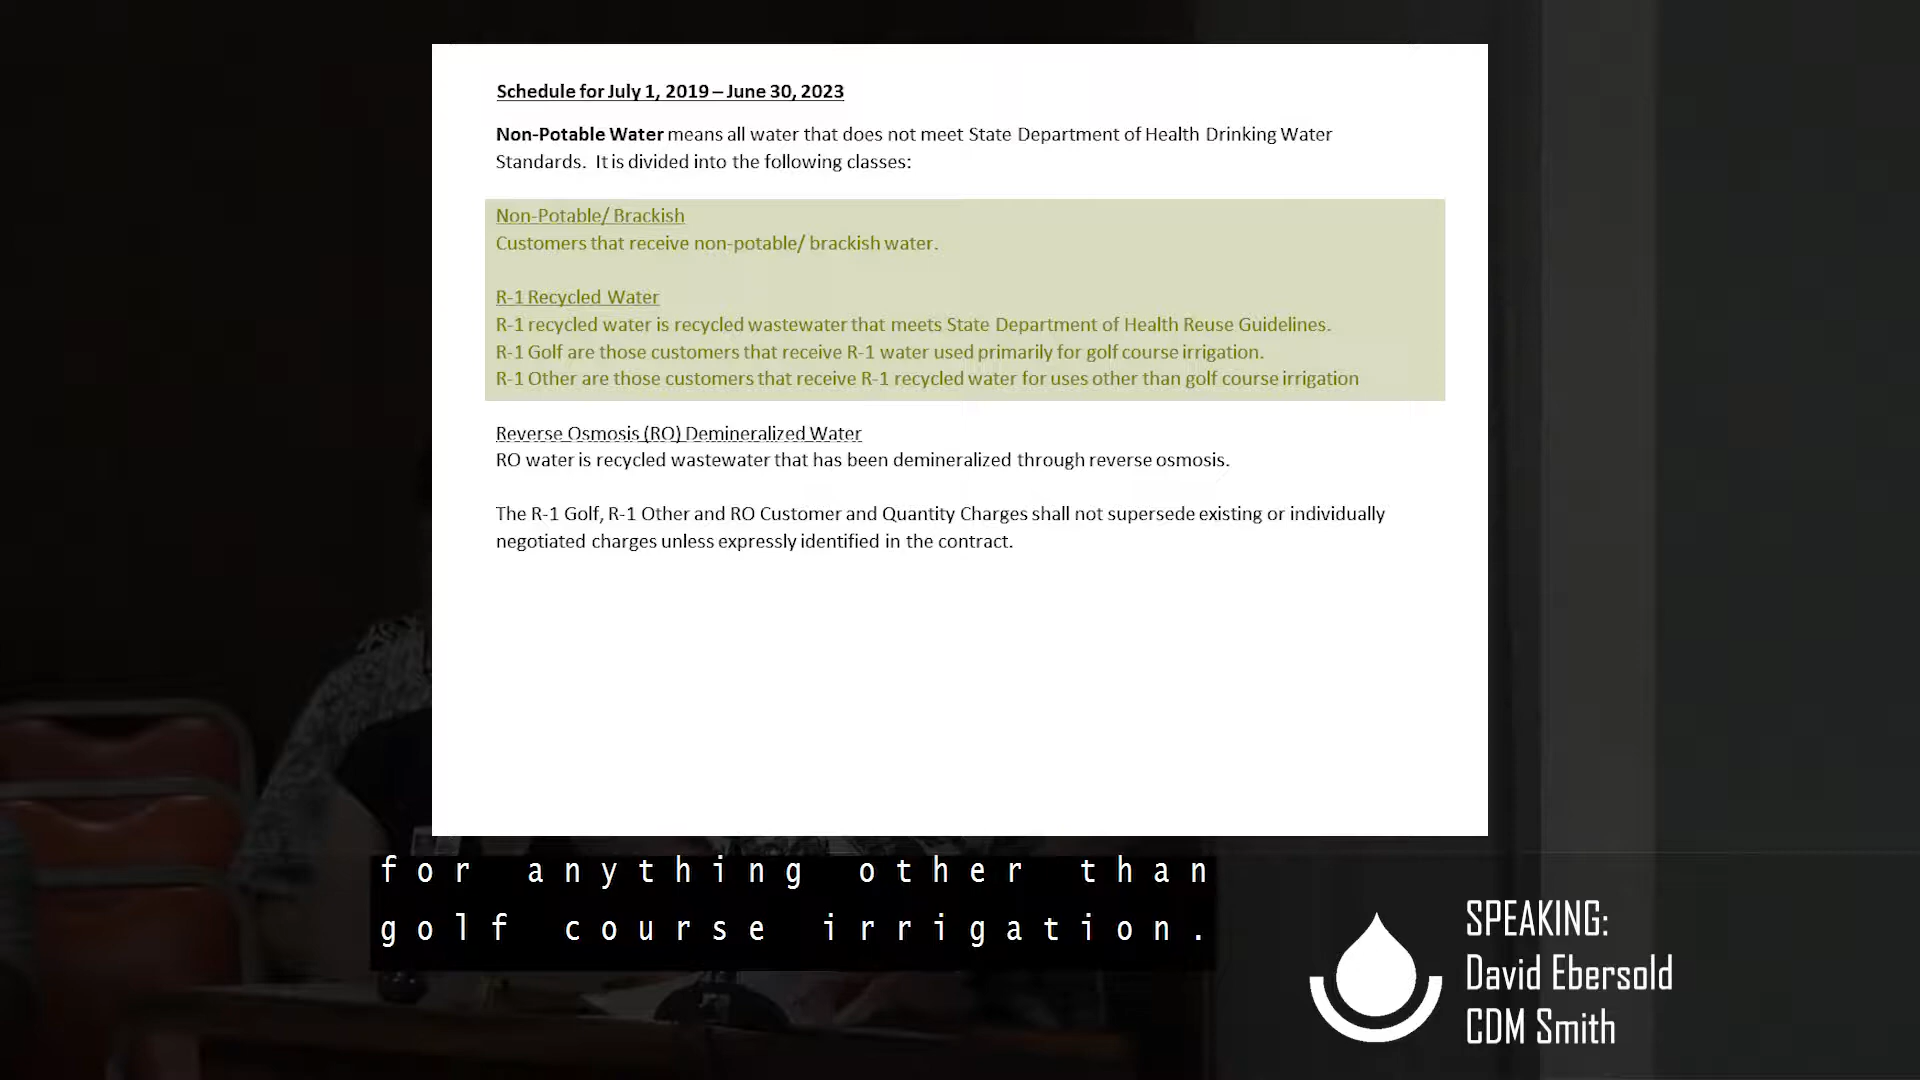 Schedule for July 1, 2019 – June 30, 2023
Non-Potable Water means all water that does not meet State Department of Health Drinking Water
Standards. It is divided into the following classes:
Non-Potable/ Brackish
Customers that receive non-potable/ brackish water.
R-1 Recycled Water
R-1 recycled water is recycled wastewater that meets State Department of Health Reuse Guidelines.
R-1 Golf are those customers that receive R-1 water used primarily for golf course irrigation.
R-1 Other are those customers that receive R-1 recycled water for uses other than golf course irrigation
Reverse Osmosis (RO) Demineralized Water
RO water is recycled wastewater that has been demineralized through reverse osmosis.
The R-1 Golf, R-1 Other and RO Customer and Quantity Charges shall not supersede existing or individually
negotiated charges unless expressly identified in the contract.
for anything other than
golf course irrigation.
SPEAKING:
David Ebersold
CDM Smith